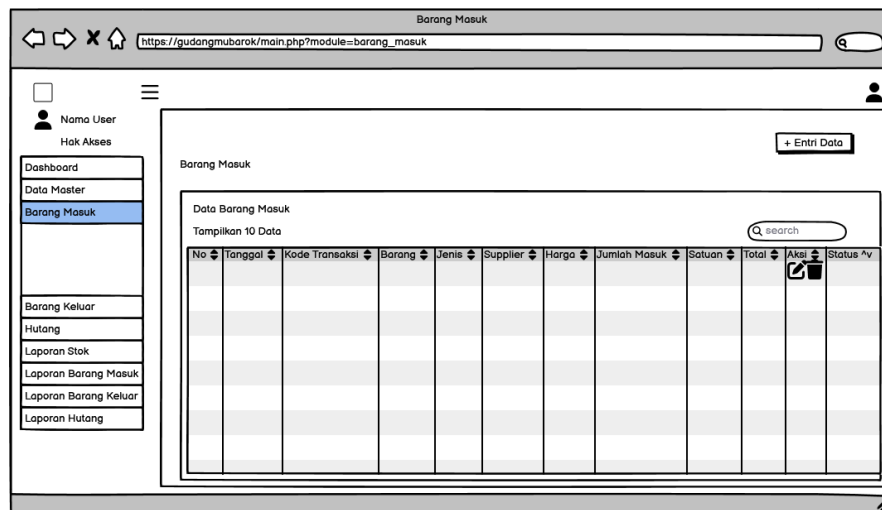 Barang Masuk
https://gudangmubarok/main.php?module=barang_masuk
Nama User
Hak Akses
+ Entri Data
Dashboard
Data Master
Barang Masuk
Barang Keluar
Hutang
Laporan Stok
Laporan Barang Masuk
Laporan Barang Keluar
Laporan Hutang
Barang Masuk
Data Barang Masuk
Tampilkan 10 Data
search
No Tanggal Kode Transaksi Barang Jenis Supplier Harga Jumlah Masuk Satuan Total Aksi Status ^v